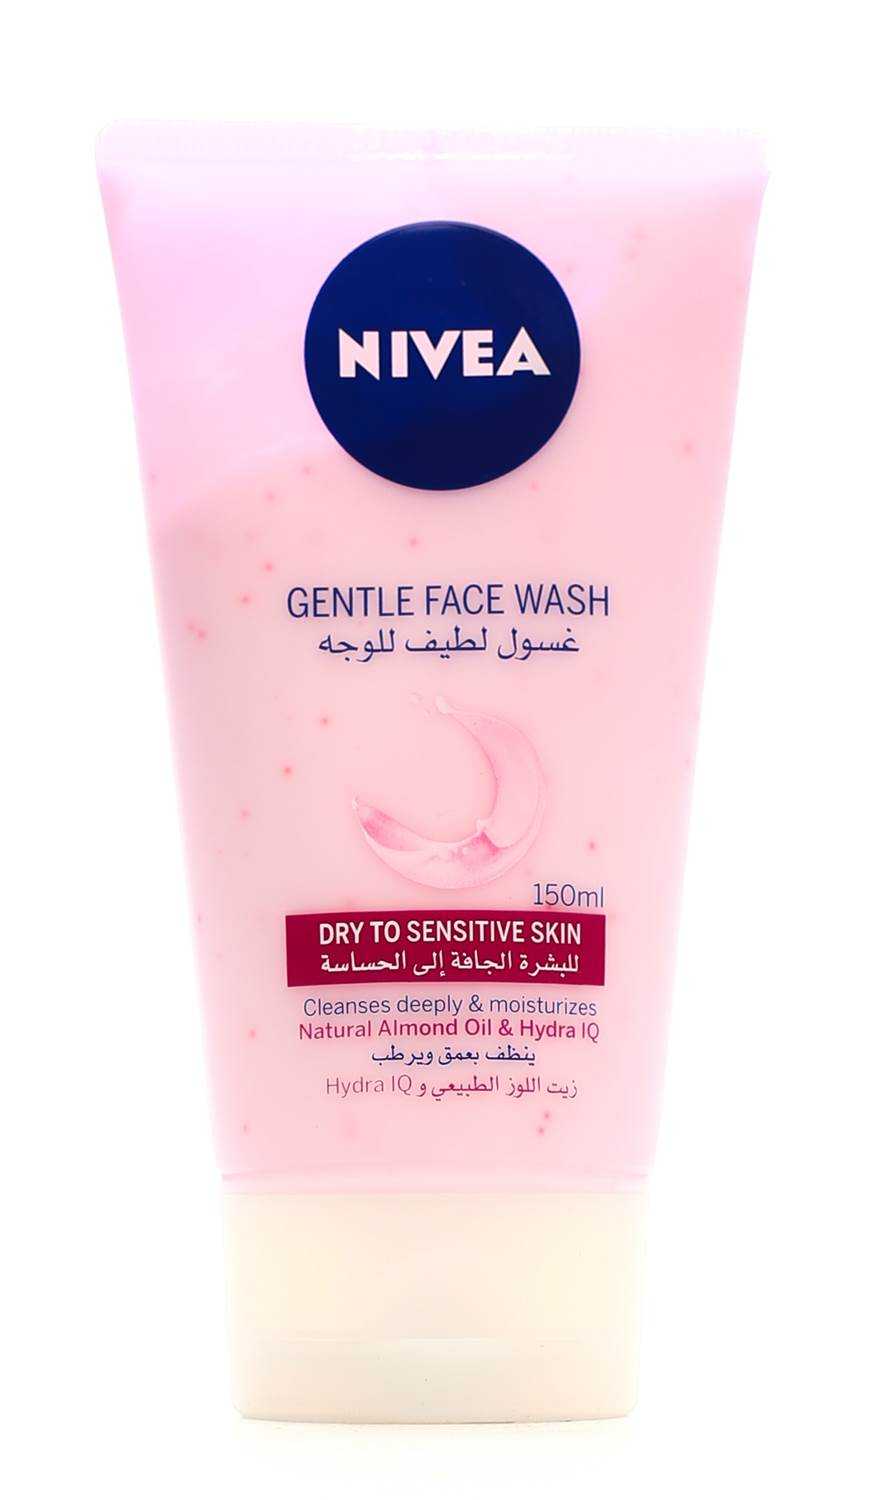 NIVEA
GENTLE FACE WASH
غسول لطيف للوجه
150ml
DRY TO SENSITIVE SKIN
للبشرة الجافة إلى الحساسة
Cleanses deeply & moisturizes
Natural Almond Oil & Hydra IQ
ينظف بعمق ويرطب
زيت اللوز الطبيعي و Hydra IQ